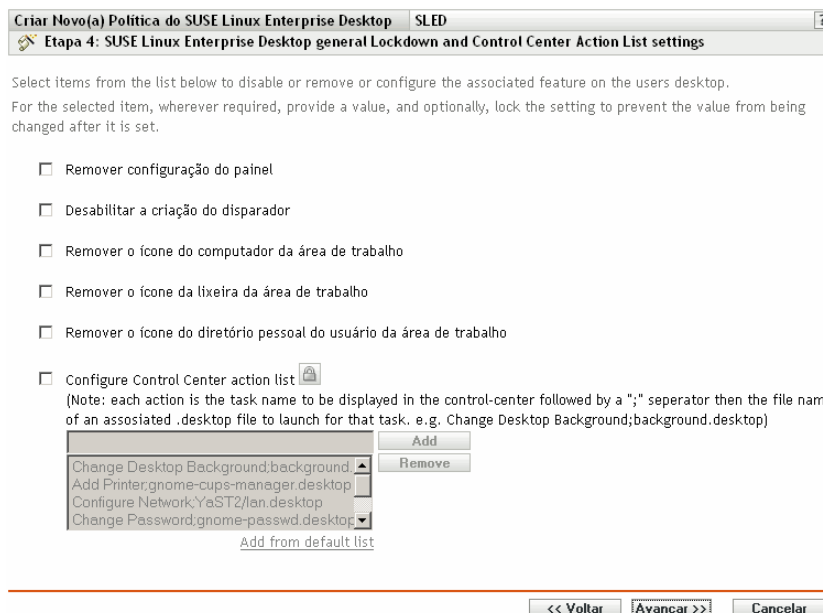 Criar Novo(a) Política do SUSE Linux Enterprise Desktop SLED ?
Etapa 4: SUSE Linux Enterprise Desktop general Lockdown and Control Center Action List settings
Select items from the list below to disable or remove or configure the associated feature on the users desktop.
For the selected item, wherever required, provide a value, and optionally, lock the setting to prevent the value from being
changed after it is set.
Remover configuração do painel
Desabilitar a criação do disparador
Remover o ícone do computador da área de trabalho
Remover o ícone da lixeira da área de trabalho
Remover o ícone do diretório pessoal do usuário da área de trabalho
Configure Control Center action list
(Note: each action is the task name to be displayed in the control-center followed by a ";" seperator then the file nam
of an assosiated .desktop file to launch for that task. e.g. Change Desktop Background;background.desktop)
Add
Change Desktop Background;background.
Remove
Add Printer;gnome-cups-manager.desktop
Configure Network;YaST2/lan.desktop
Change Password;gnome-passwd.desktop
Add from default list
<< Voltar Avançar >> Cancelar